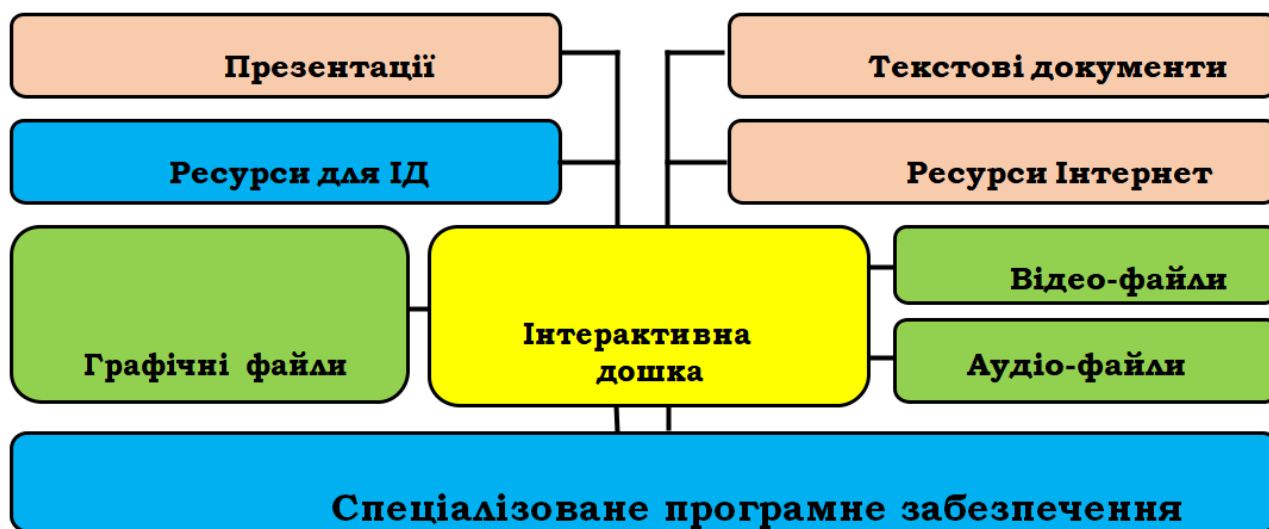 Презентації
Текстові документи
Ресурси для ІД
Ресурси Інтернет
Графічні файли
Інтерактивна
дошка
Відео-файли
Аудіо-файли
Спеціалізоване програмне забезпечення